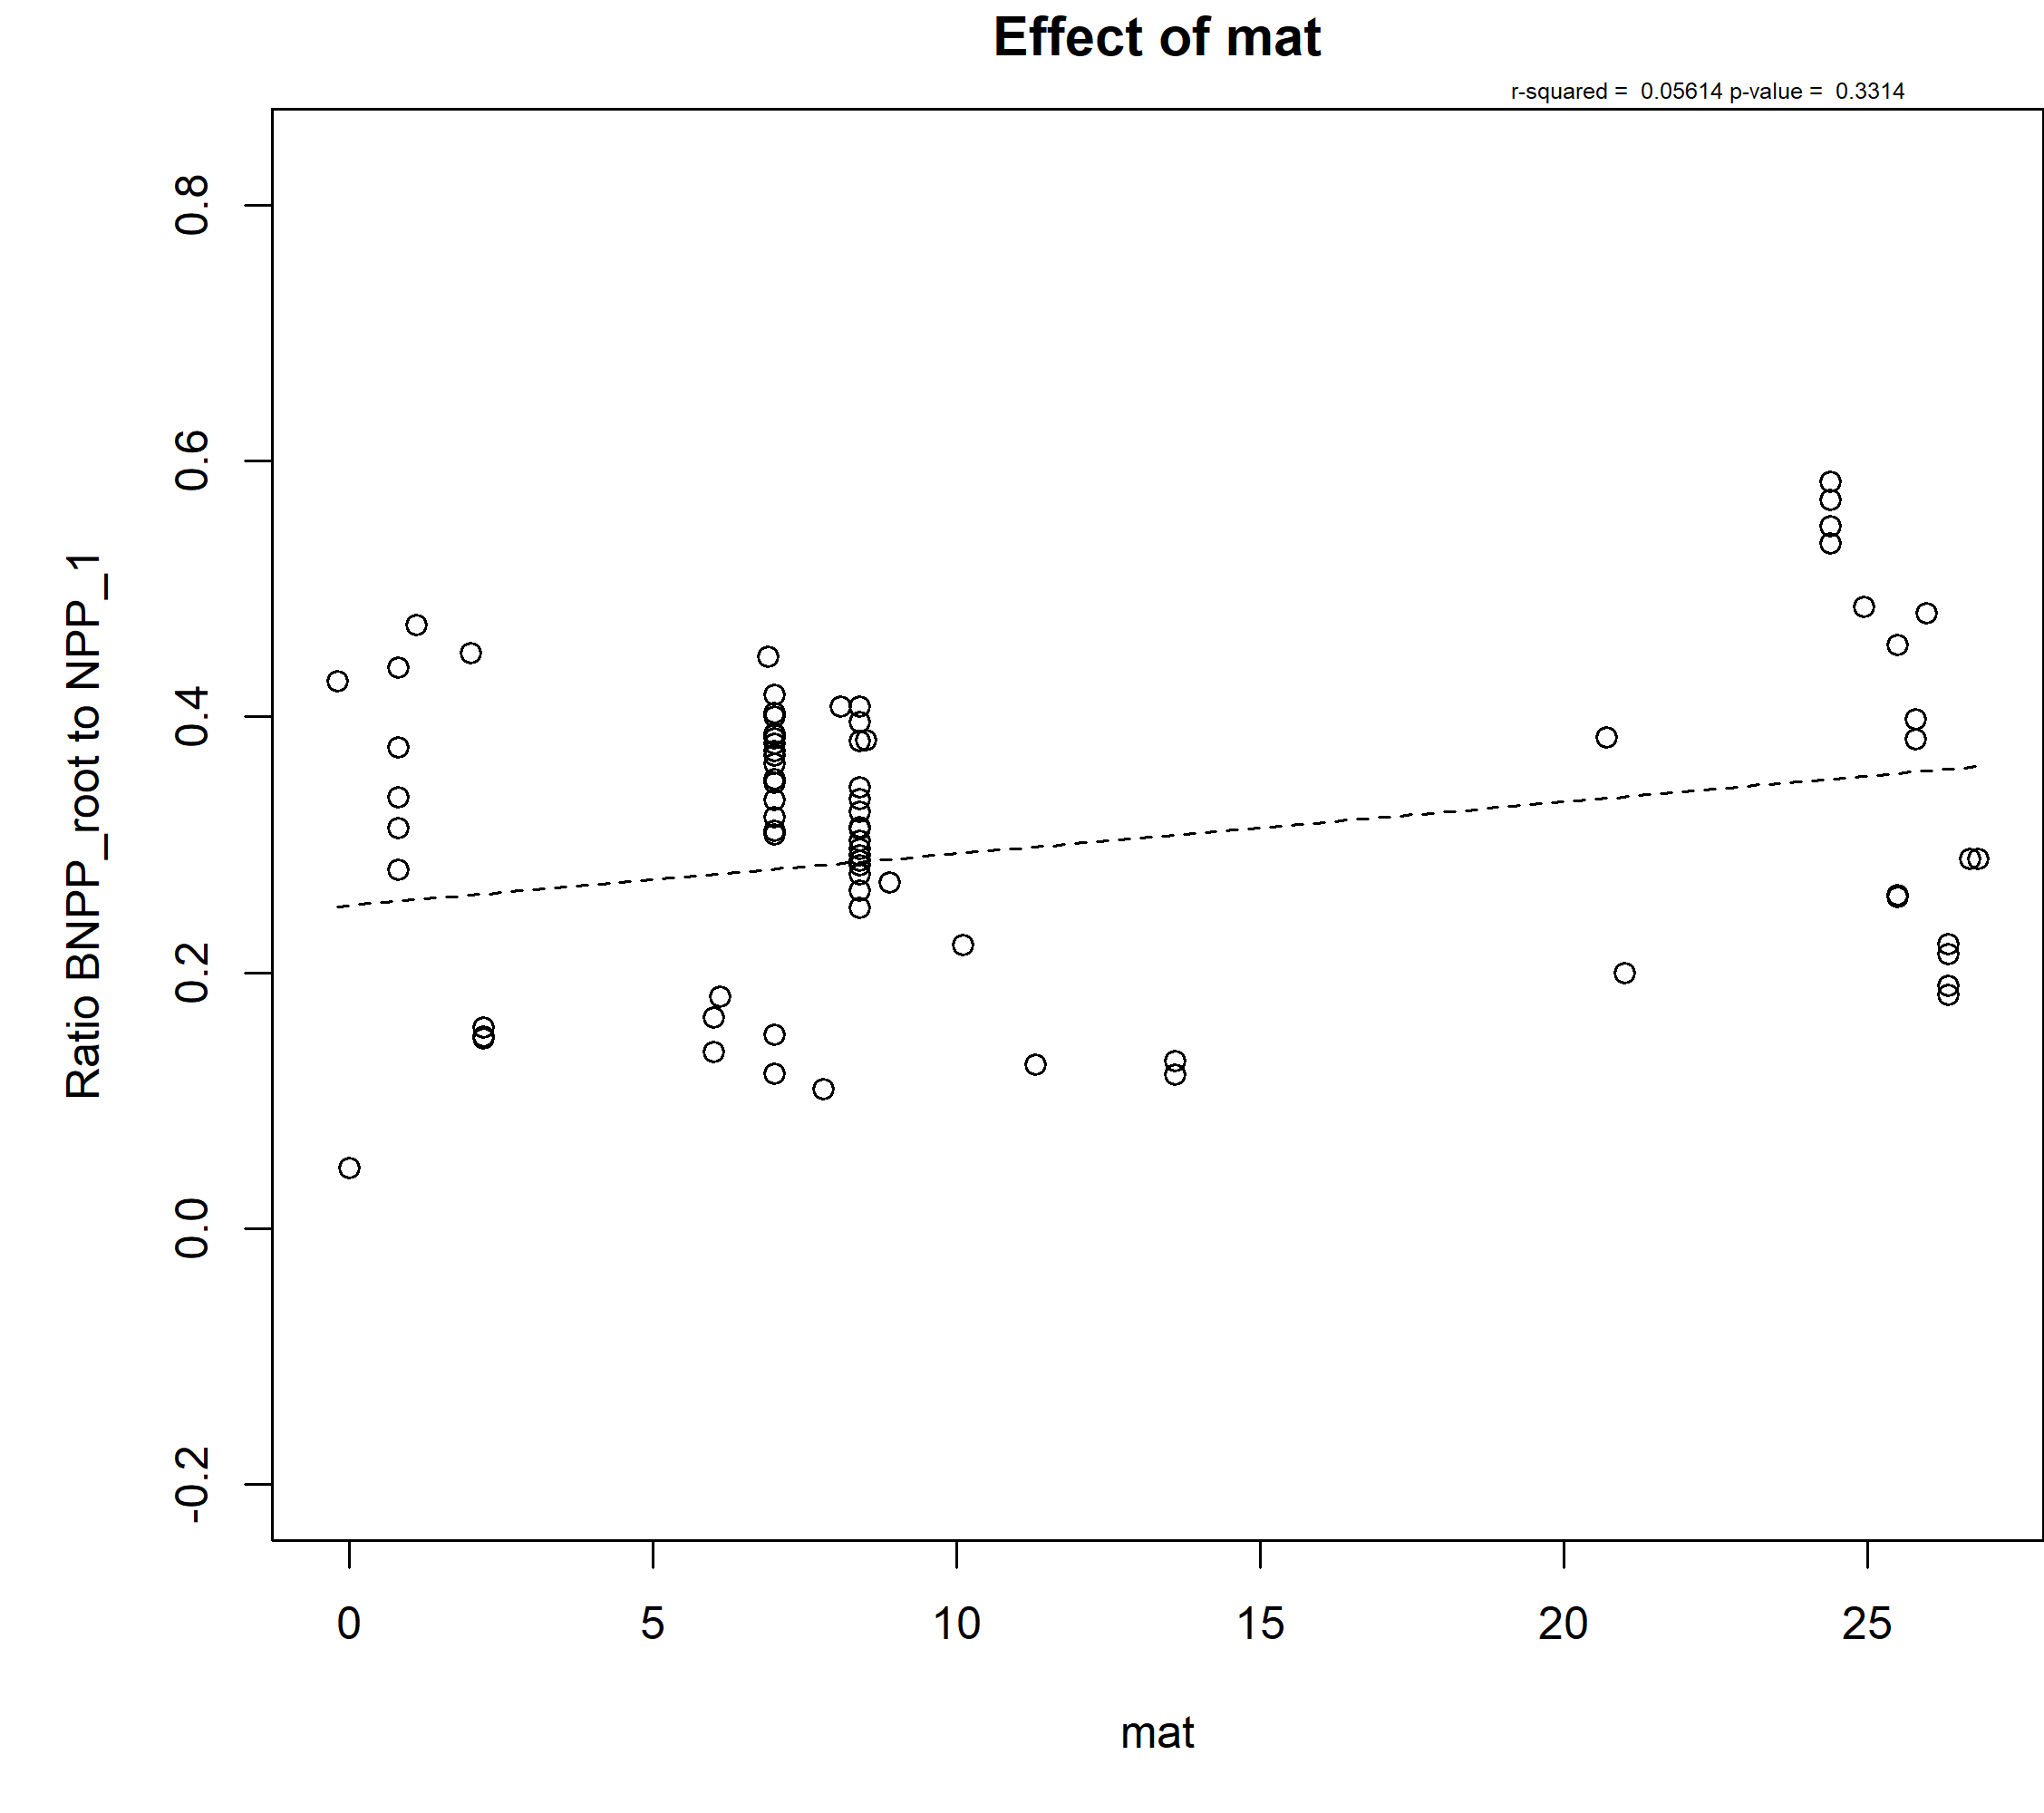 Effect of mat
r-squared =  0.05614 p-value =  0.3314
0.8
0.6
0.4
0.2
0.0
-0.2
Ratio BNPP_root to NPP_1
0 5 10 15 20 25
mat